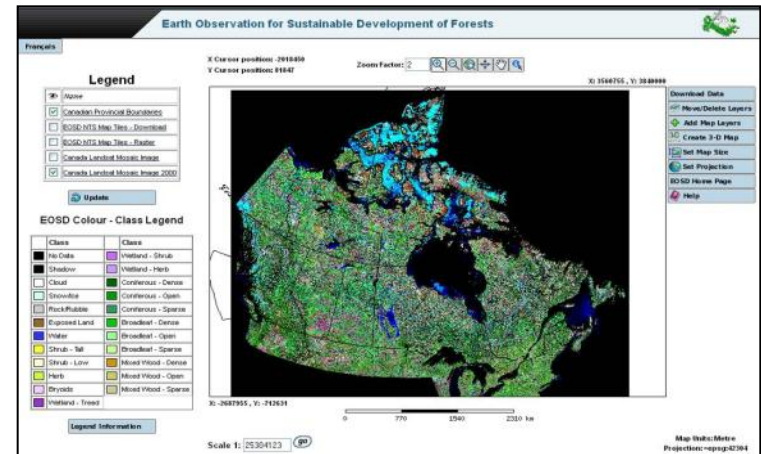 Earth Observation for Sustainable Development of Forests
Français
X Cursor position: -2018450
Y Cursor position: 81847
Zoom Factor: 2
X: 3560755 , Y: 3840000
Legend
Name
Canadian Provincial Boundaries
EOSD NTS Map Tiles - Download
EOSD NTS Map Tiles - Raster
Canada Landsat Mosaic Image
Canada Landsat Mosaic Image 2000
Update
EOSD Colour - Class Legend
Class Class
No Data Wetland - Shrub
Shadow Wetland - Herb
Cloud Coniferous - Dense
Snow/Ice Coniferous - Open
Rock/Rubble Coniferous - Sparse
Exposed Land Broadleaf - Dense
Water Broadleaf - Open
Shrub - Tall Broadleaf - Sparse
Shrub - Low Mixed Wood - Dense
Herb Mixed Wood - Open
Bryoids Mixed Wood - Sparse
Wetland - Treed
Legend Information
Download Data
Move/Delete Layers
Add Map Layers
3D Create 3-D Map
Set Map Size
Set Projection
EOSD Home Page
Help
X: -2687955 , Y: -712631
0 770 1540 2310 km
Scale 1: 25304123 go
Map Units: Metre
Projection:=epsg:42304